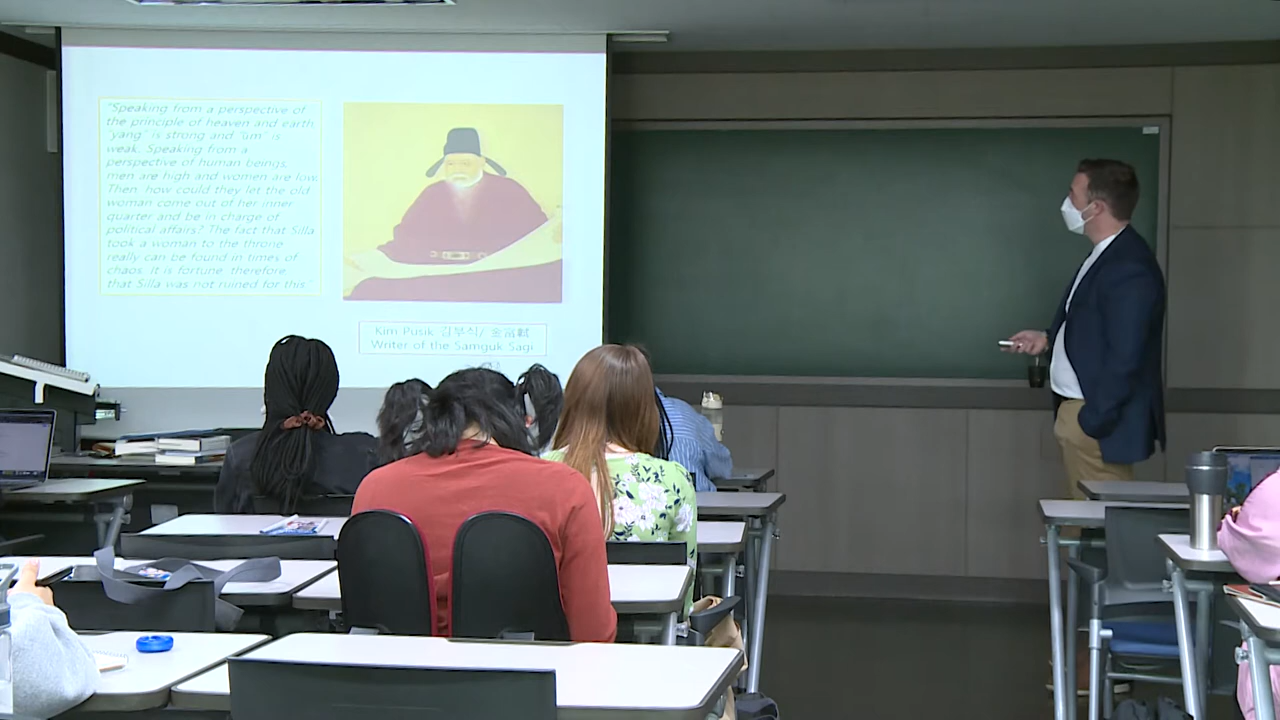 "Speaking from a perspective of
the principle of heaven and earth
"yang" is strong and "ŭm" is
weak. Speaking from a
perspective of human beings,
men are high and women are low.
Then, how could they let the old
woman come out of her inner
quarter and be in charge of
political affairs? The fact that Silla
took a woman to the throne
really can be found in times of
chaos. It is fortune, therefore,
that Silla was not ruined for this."
Kim Pusik 김부식/ 金富軾
Writer of the Samguk Sagi